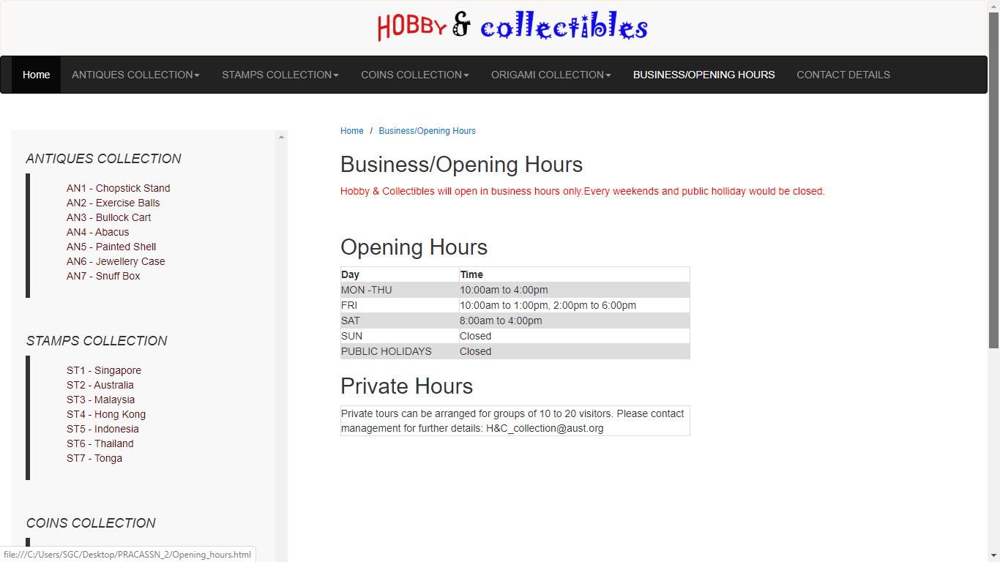 HOBBY & collectibles
Home ANTIQUES COLLECTION STAMPS COLLECTION COINS COLLECTION ORIGAMI COLLECTION BUSINESS/OPENING HOURS CONTACT DETAILS
ANTIQUES COLLECTION
AN1 - Chopstick Stand
AN2 - Exercise Balls
AN3 - Bullock Cart
AN4 - Abacus
AN5 - Painted Shell
AN6 - Jewellery Case
AN7 - Snuff Box
STAMPS COLLECTION
ST1 - Singapore
ST2 - Australia
ST3 - Malaysia
ST4 - Hong Kong
ST5 - Indonesia
ST6 - Thailand
ST7 - Tonga
COINS COLLECTION
Home / Business/Opening Hours
Business/Opening Hours
Hobby & Collectibles will open in business hours only.Every weekends and public holliday would be closed.
Opening Hours
Day Time
MON -THU 10:00am to 4:00pm
FRI 10:00am to 1:00pm, 2:00pm to 6:00pm
SAT 8:00am to 4:00pm
SUN Closed
PUBLIC HOLIDAYS Closed
Private Hours
Private tours can be arranged for groups of 10 to 20 visitors. Please contact
management for further details: H&C_collection@aust.org
file:///C:/Users/SGC/Desktop/PRACASSN_2/Opening_hours.html